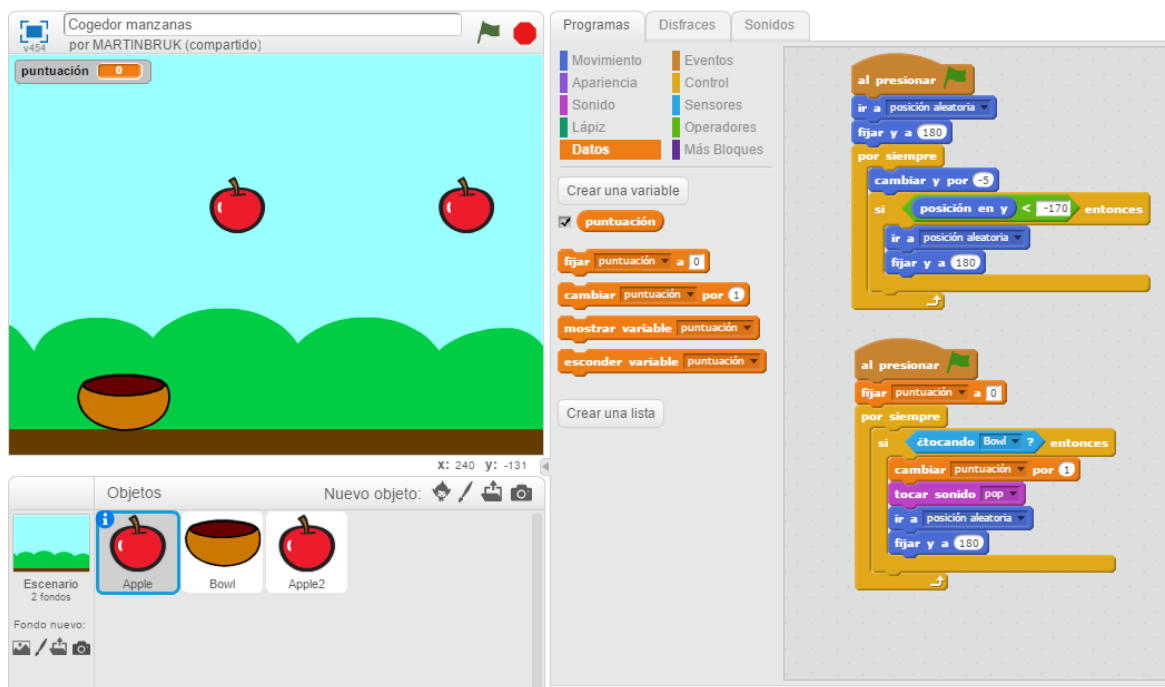 Cogedor manzanas
v454
por MARTINBRUK (compartido)
puntuación 0
x: 240 y: -131
Objetos
Nuevo objeto:
Escenario
2 fondos
Fondo nuevo:
Apple
Bowl
Apple2
Programas
Disfraces
Sonidos
Movimiento
Eventos
Apariencia
Control
Sonido
Sensores
Lápiz
Operadores
Datos
Más Bloques
Crear una variable
puntuación
fijar puntuación a 0
cambiar puntuación por 1
mostrar variable puntuación
esconder variable puntuación
Crear una lista
al presionar
ir a posición aleatoria
fijar y a 180
por siempre
cambiar y por -5
si posición en y < -170 entonces
ir a posición aleatoria
fijar y a 180
al presionar
fijar puntuación a 0
por siempre
si ¿tocando Bowl ? entonces
cambiar puntuación por 1
tocar sonido pop
ir a posición aleatoria
fijar y a 180